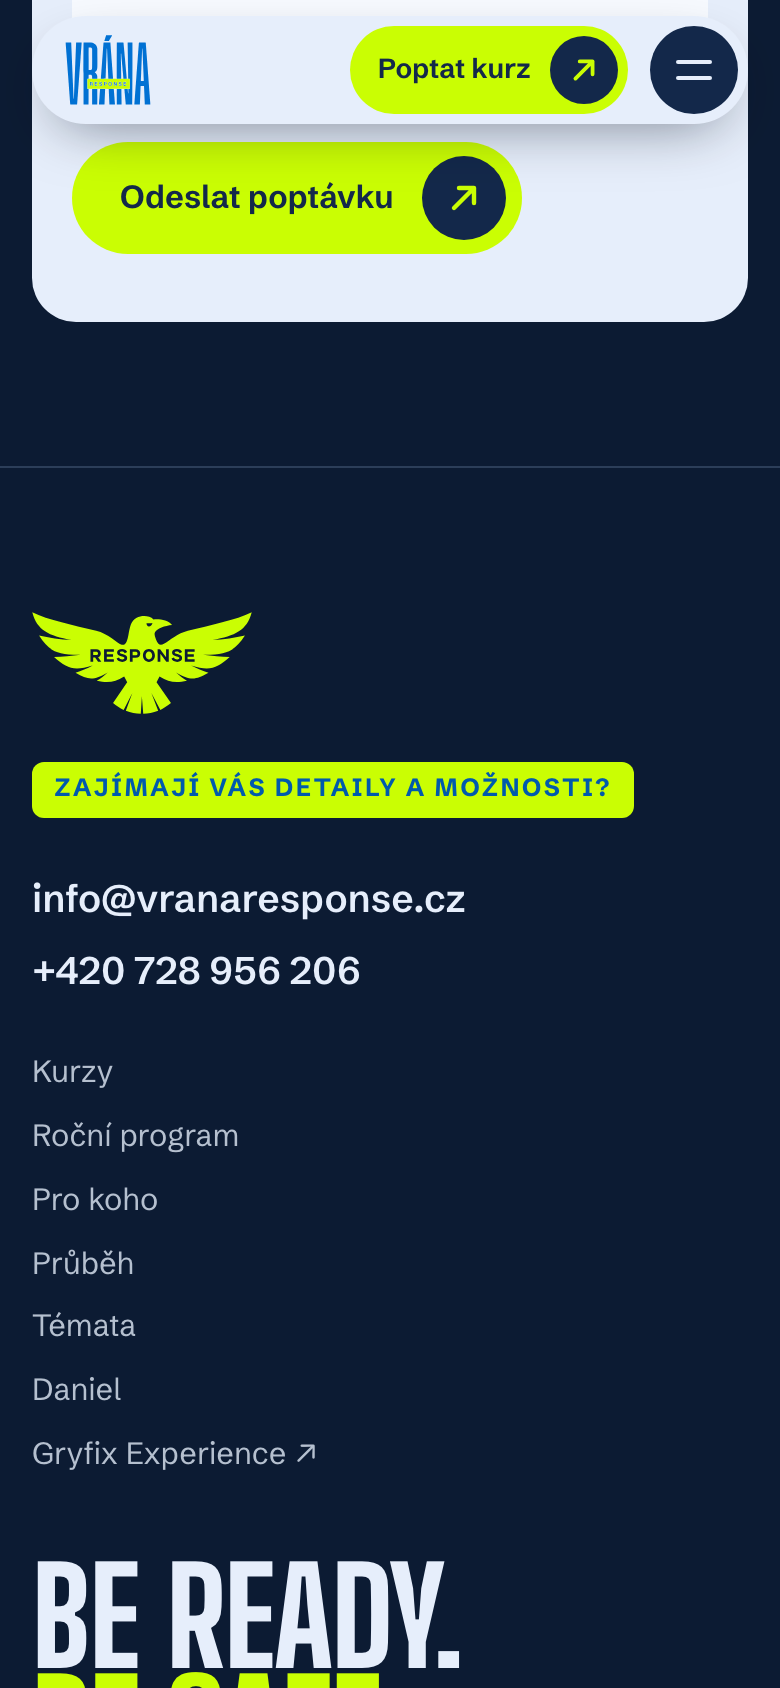 VRÁNA
RESPONSE
Poptat kurz
Odeslat poptávku
RESPONSE
ZAJÍMAJÍ VÁS DETAILY A MOŽNOSTI?
info@vranaresponse.cz
+420 728 956 206
Kurzy
Roční program
Pro koho
Průběh
Témata
Daniel
Gryfix Experience ↗
BE READY.